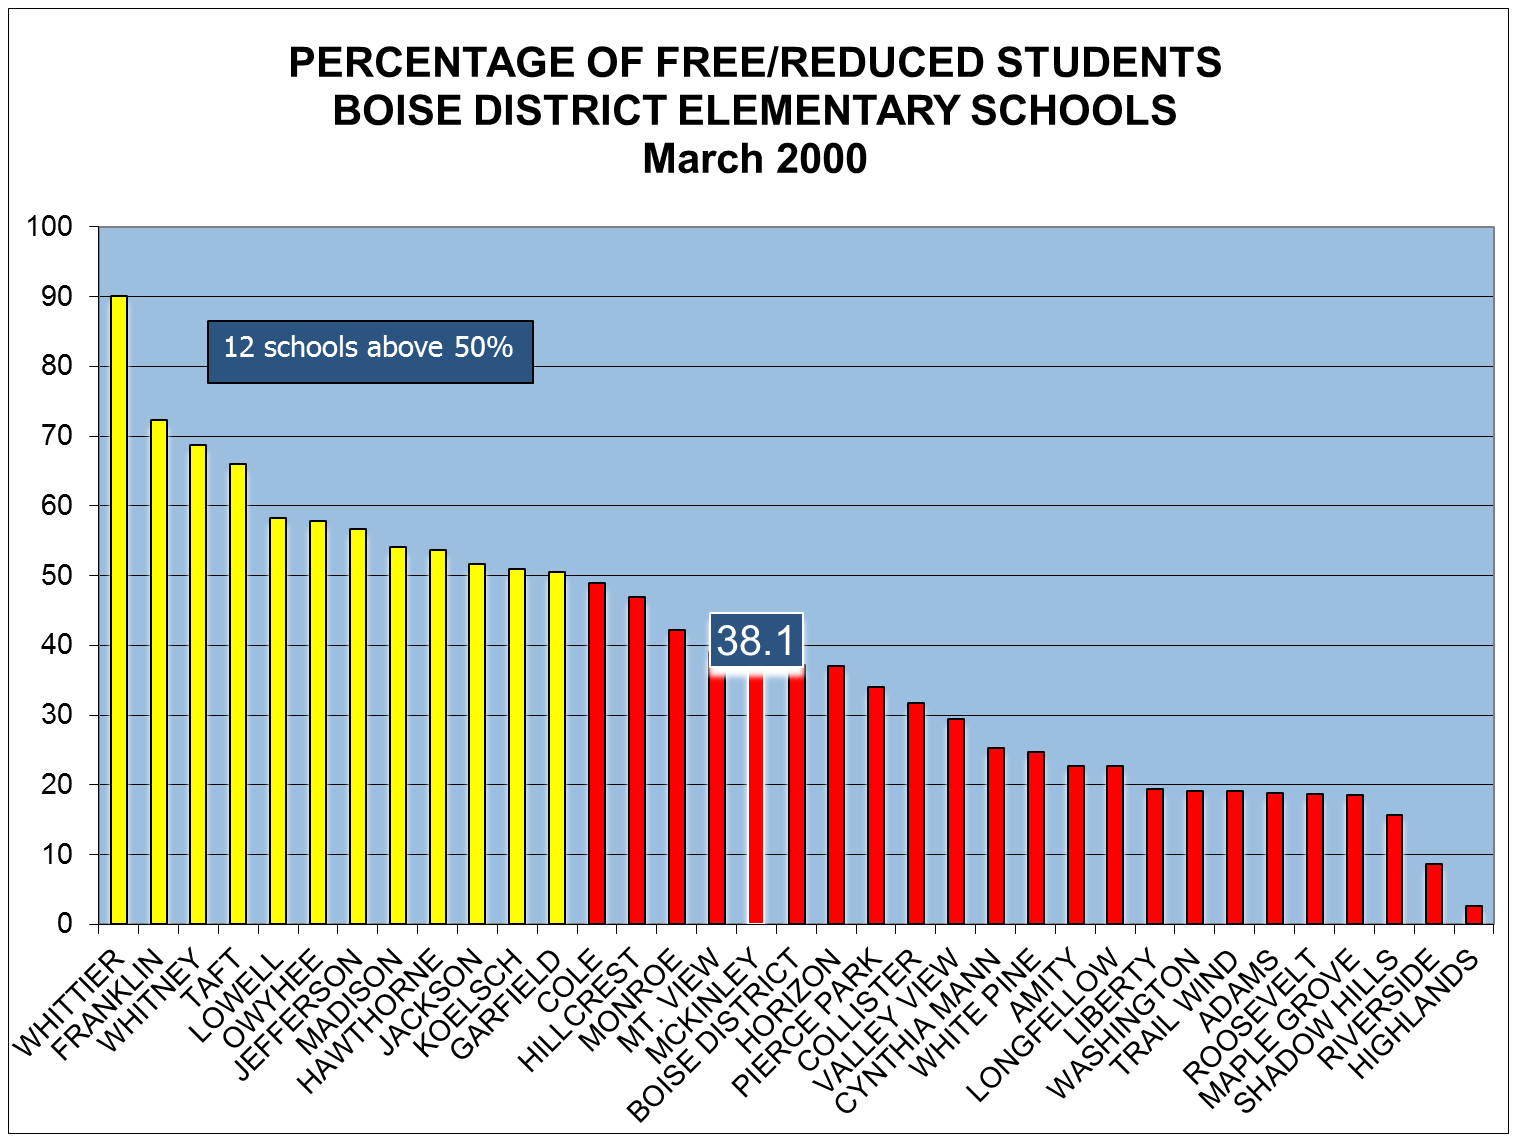 PERCENTAGE OF FREE/REDUCED STUDENTS
BOISE DISTRICT ELEMENTARY SCHOOLS
March 2000
100
90
80
70
60
50
40
30
20
10
0
12 schools above 50%
38.1
WHITTIER
FRANKLIN
WHITNEY
TAFT
LOWELL
OWYHEE
JEFFERSON
MADISON
HAWTHORNE
JACKSON
KOELSCH
GARFIELD
COLE
HILLCREST
MONROE
MT. VIEW
MCKINLEY
BOISE DISTRICT
HORIZON
PIERCE PARK
COLLISTER
VALLEY VIEW
CYNTHIA MANN
WHITE PINE
AMITY
LONGFELLOW
LIBERTY
WASHINGTON
TRAIL WIND
ADAMS
ROOSEVELT
MAPLE GROVE
SHADOW HILLS
RIVERSIDE
HIGHLANDS